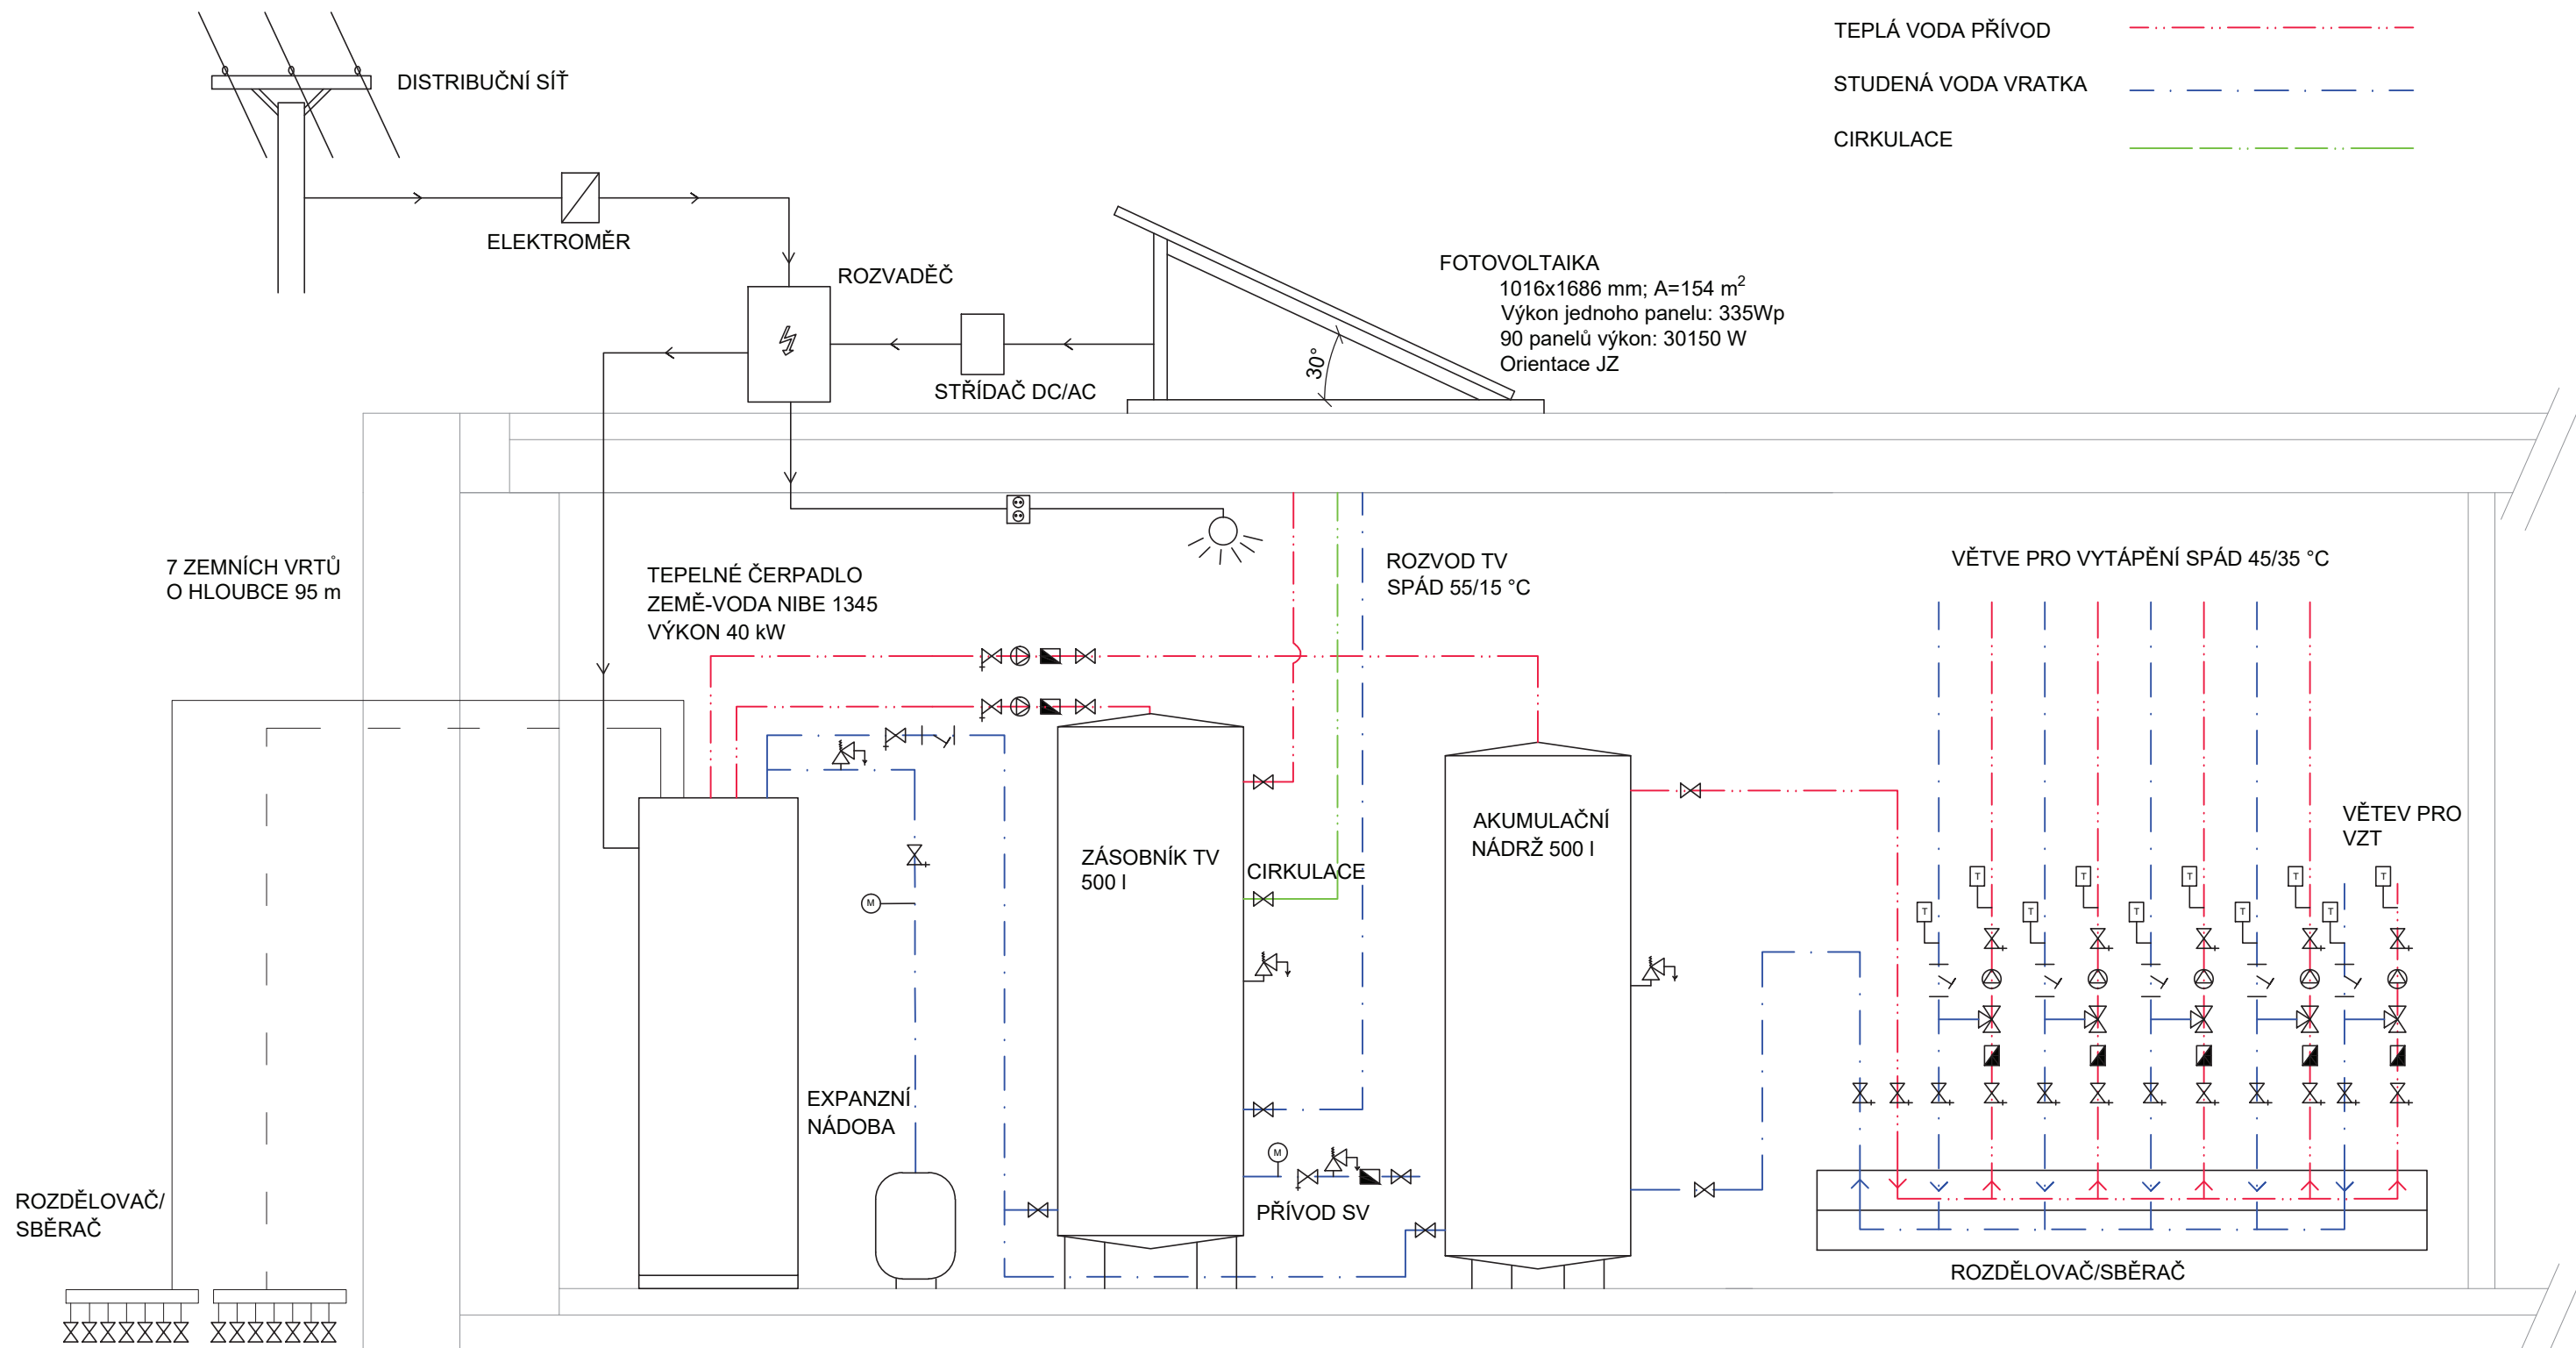 TEPLÁ VODA PŘÍVOD
DISTRIBUČNÍ SÍŤ
STUDENÁ VODA VRATKA
CIRKULACE
ELEKTROMĚR
ROZVADĚČ
FOTOVOLTAIKA
1016x1686 mm; A=154 m²
Výkon jednoho panelu: 335Wp
90 panelů výkon: 30150 W
Orientace JZ
30°
STŘÍDAČ DC/AC
7 ZEMNÍCH VRTŮ
O HLOUBCE 95 m
TEPELNÉ ČERPADLO
ZEMĚ-VODA NIBE 1345
VÝKON 40 kW
ROZVOD TV
SPÁD 55/15 °C
VĚTVE PRO VYTÁPĚNÍ SPÁD 45/35 °C
ZÁSOBNÍK TV
500 l
CIRKULACE
AKUMULAČNÍ
NÁDRŽ 500 l
VĚTEV PRO
VZT
T
T
T
T
T
T
T
T
T
T
M
EXPANZNÍ
NÁDOBA
M
PŘÍVOD SV
ROZDĚLOVAČ/
SBĚRAČ
ROZDĚLOVAČ/SBĚRAČ